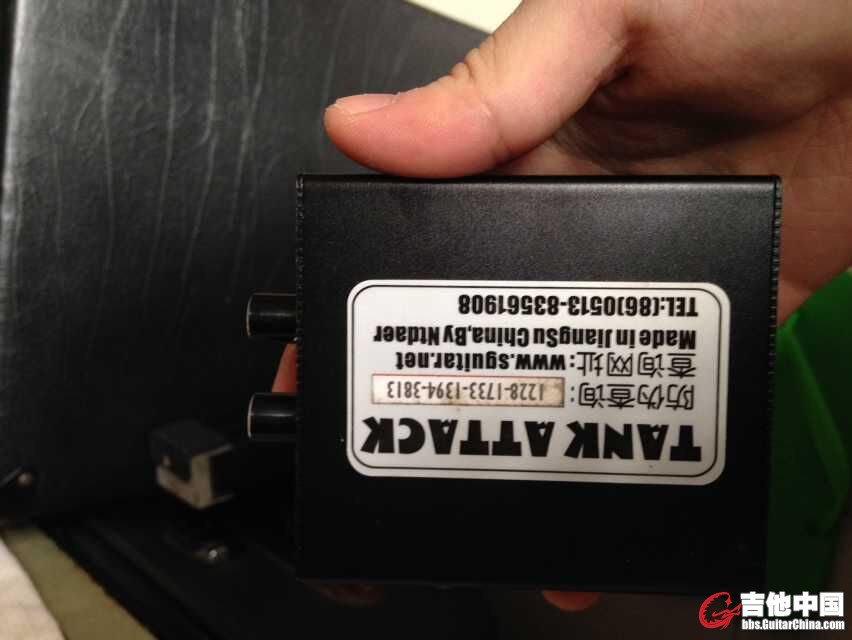 TANK ATTACK
防伪查询: 1228-1733-1394-3813
查询网址: www.sguitar.net
Made in JiangSu China,By Ntdaer
TEL:(86)0513-83561908
吉他中国
bbs.GuitarChina.com